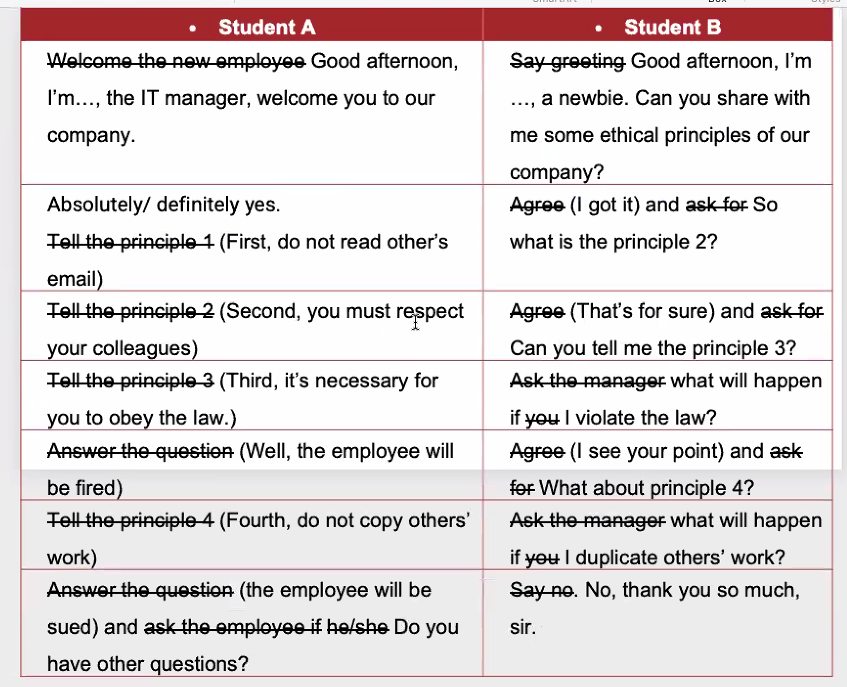 • Student A
• Student B
Welcome the new employee Good afternoon,
I'm…, the IT manager, welcome you to our
company.
Say greeting Good afternoon, I'm
…, a newbie. Can you share with
me some ethical principles of our
company?
Absolutely/ definitely yes.
Tell the principle 1 (First, do not read other's
email)
Agree (I got it) and ask for So
what is the principle 2?
Tell the principle 2 (Second, you must respect
your colleagues)
Agree (That's for sure) and ask for
Can you tell me the principle 3?
Tell the principle 3 (Third, it's necessary for
you to obey the law.)
Ask the manager what will happen
if you I violate the law?
Answer the question (Well, the employee will
be fired)
Agree (I see your point) and ask
for What about principle 4?
Tell the principle 4 (Fourth, do not copy others'
work)
Ask the manager what will happen
if you I duplicate others' work?
Answer the question (the employee will be
sued) and ask the employee if he/she Do you
have other questions?
Say no. No, thank you so much,
sir.